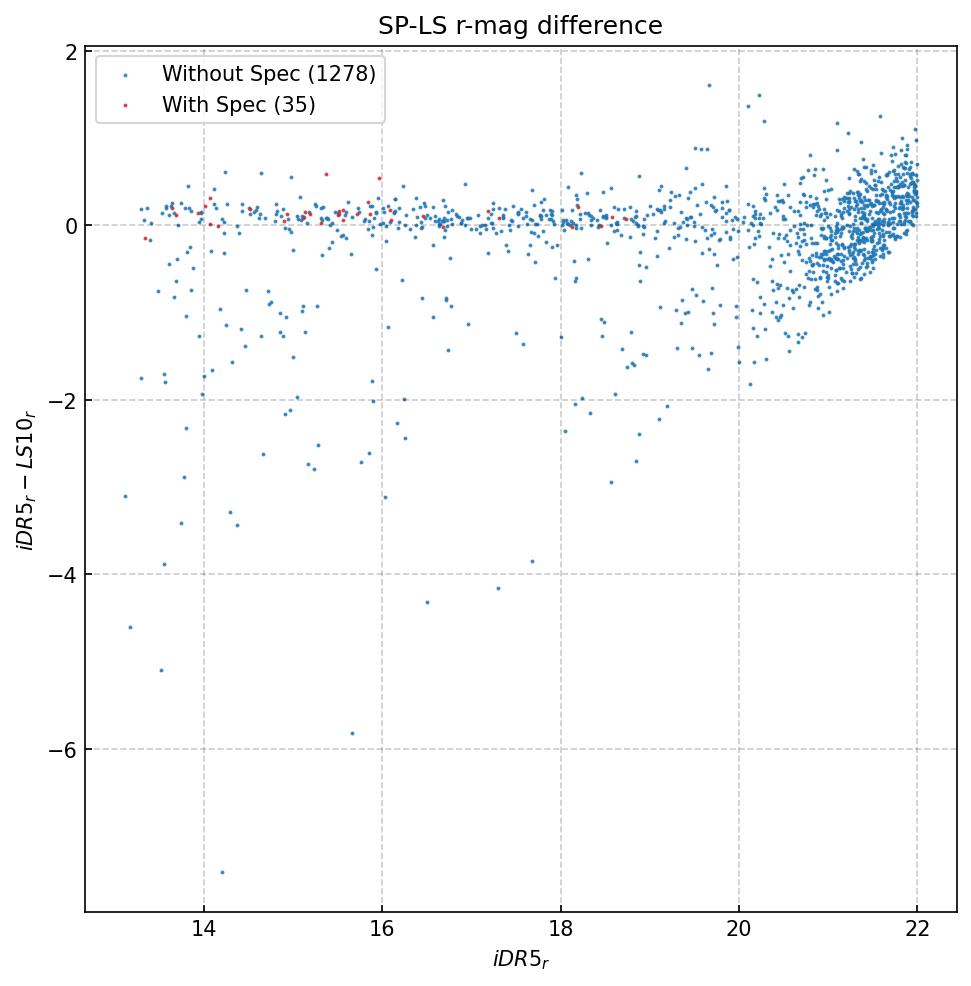 SP-LS r-mag difference
Without Spec (1278)
With Spec (35)
2
0
−2
−4
−6
iDR5r − LS10r
14 16 18 20 22
iDR5r